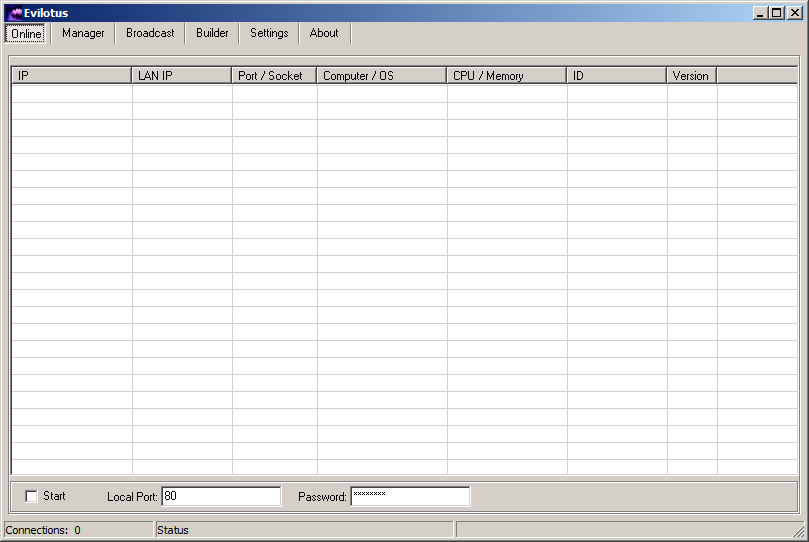 Evilotus
Online Manager Broadcast Builder Settings About
IP LAN IP Port / Socket Computer / OS CPU / Memory ID Version
Start Local Port: 80 Password: ********
Connections: 0 Status